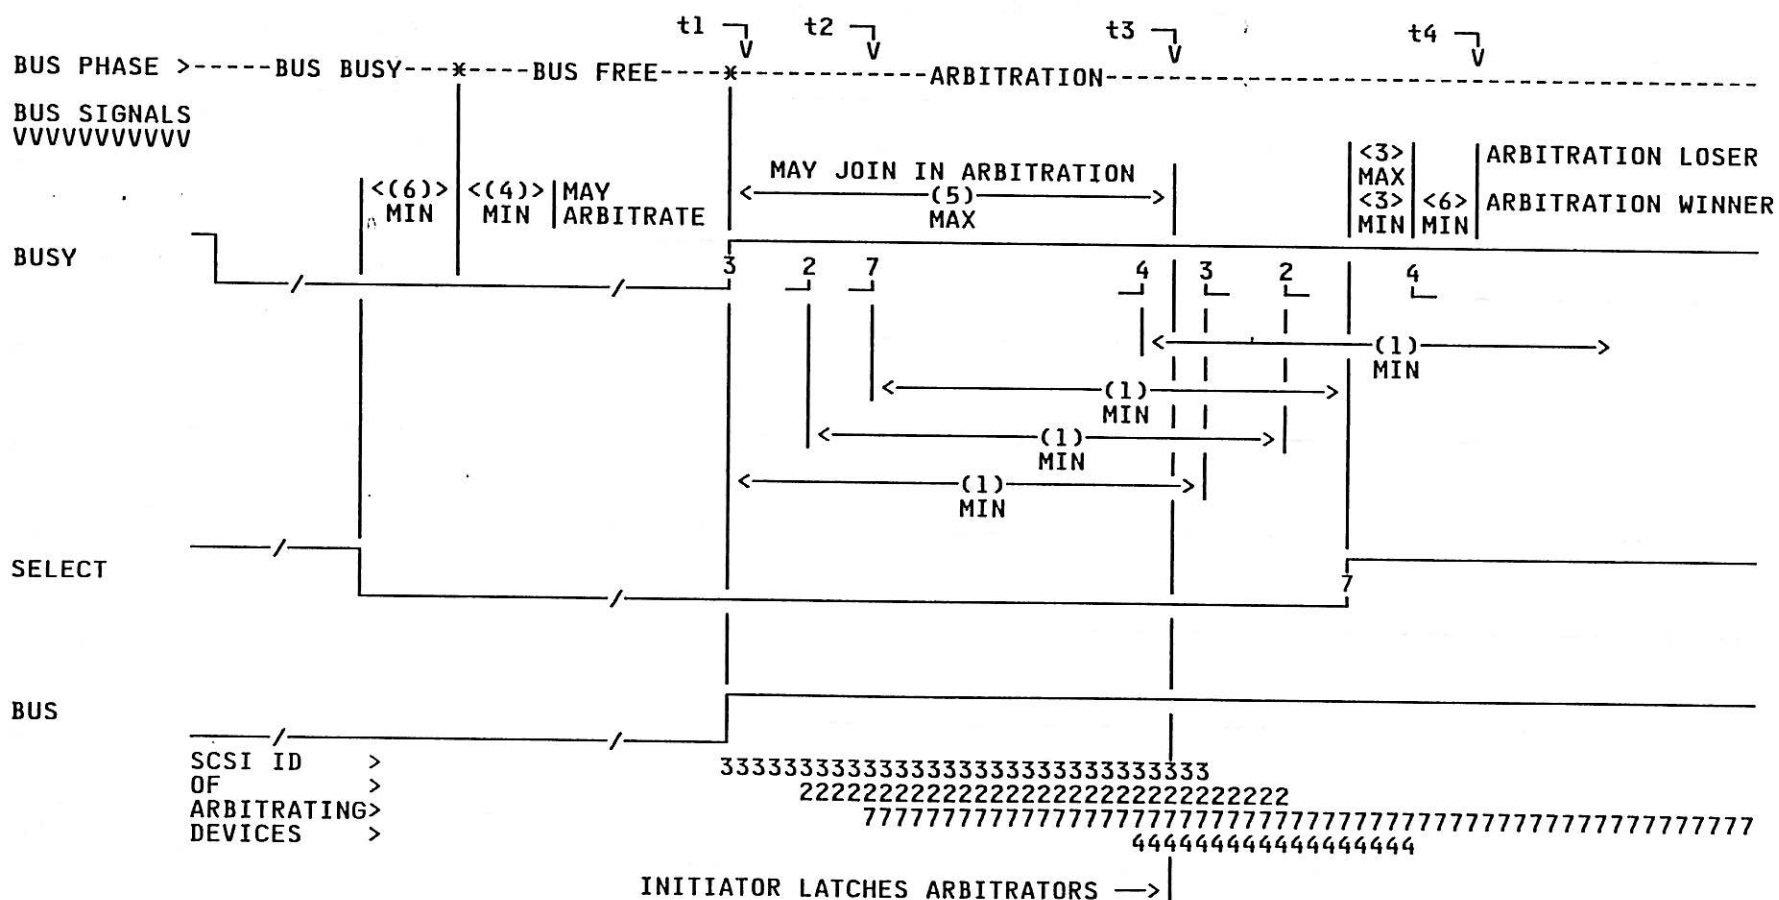 t1 t2 t3 t4
V V V V
BUS PHASE >-----BUS BUSY---*----BUS FREE----*------------ARBITRATION----------------------------------------
BUS SIGNALS
VVVVVVVVVVV
<3> ARBITRATION LOSER
MAY JOIN IN ARBITRATION MAX
<(6)> <(4)> MAY (5) <3> <6> ARBITRATION WINNER
MIN MIN ARBITRATE MAX MIN MIN
BUSY 3 2 7 4 3 2 4
(1)
MIN
(1)
MIN
(1)
MIN
(1)
MIN
SELECT
7
BUS
SCSI ID >
OF >
ARBITRATING>
DEVICES >
3333333333333333333333333333333
2222222222222222222222222222222
77777777777777777777777777777777777777777777777777777777
444444444444444444
INITIATOR LATCHES ARBITRATORS —>